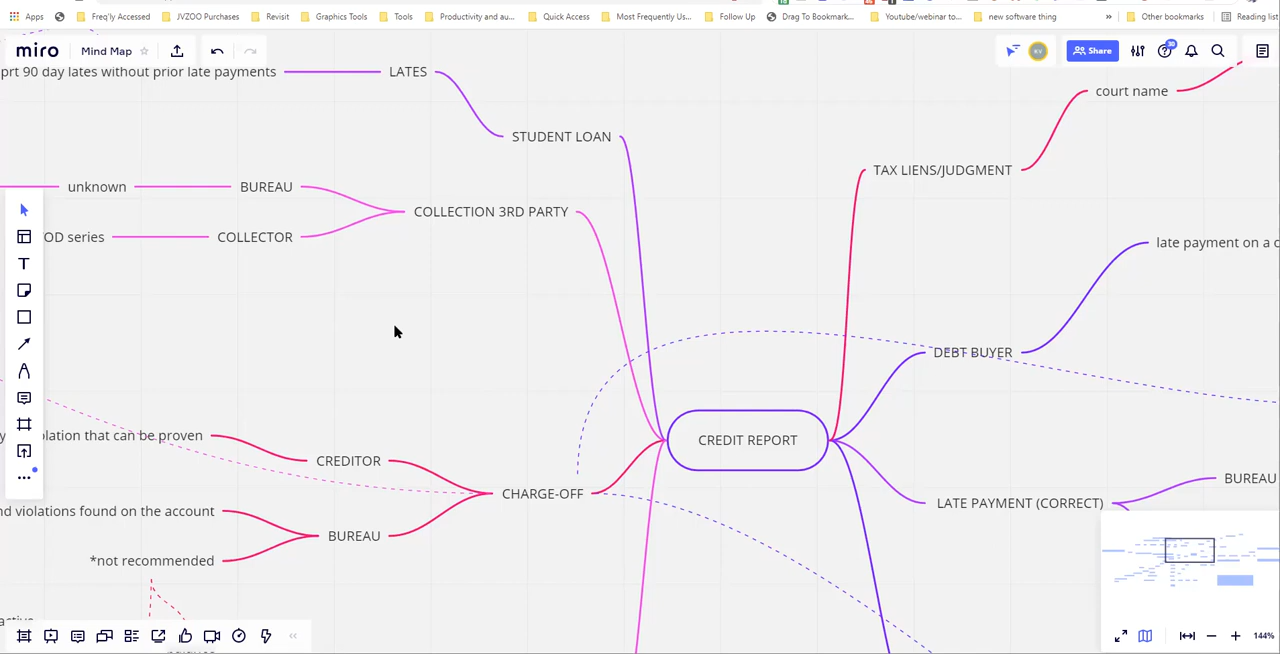 Apps
Freq'ly Accessed
JVZOO Purchases
Revisit
Graphics Tools
Tools
Productivity and au...
Quick Access
Most Frequently Us...
Follow Up
Drag To Bookmark...
Youtube/webinar to...
new software thing
»
Other bookmarks
Reading list
miro
Mind Map
Share
30
prt 90 day lates without prior late payments
LATES
court name
STUDENT LOAN
TAX LIENS/JUDGMENT
unknown
BUREAU
COLLECTION 3RD PARTY
OD series
COLLECTOR
late payment on a
DEBT BUYER
olation that can be proven
CREDITOR
CREDIT REPORT
BUREAU
CHARGE-OFF
LATE PAYMENT (CORRECT)
nd violations found on the account
BUREAU
*not recommended
144%